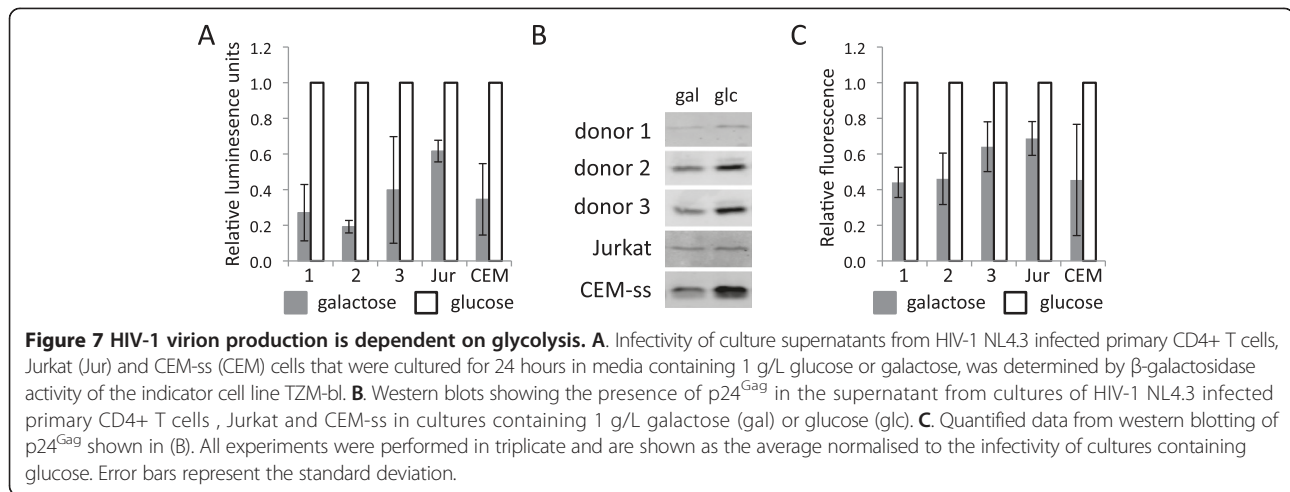 A
B
C
Relative luminesence units
1.2
1.0
0.8
0.6
0.4
0.2
0.0
1 2 3 Jur CEM
galactose glucose
gal glc
donor 1
donor 2
donor 3
Jurkat
CEM-ss
Relative fluorescence
1.2
1.0
0.8
0.6
0.4
0.2
0.0
1 2 3 Jur CEM
galactose glucose
Figure 7 HIV-1 virion production is dependent on glycolysis. A. Infectivity of culture supernatants from HIV-1 NL4.3 infected primary CD4+ T cells,
Jurkat (Jur) and CEM-ss (CEM) cells that were cultured for 24 hours in media containing 1 g/L glucose or galactose, was determined by β-galactosidase
activity of the indicator cell line TZM-bl. B. Western blots showing the presence of p24Gag in the supernatant from cultures of HIV-1 NL4.3 infected
primary CD4+ T cells , Jurkat and CEM-ss in cultures containing 1 g/L galactose (gal) or glucose (glc). C. Quantified data from western blotting of
p24Gag shown in (B). All experiments were performed in triplicate and are shown as the average normalised to the infectivity of cultures containing
glucose. Error bars represent the standard deviation.